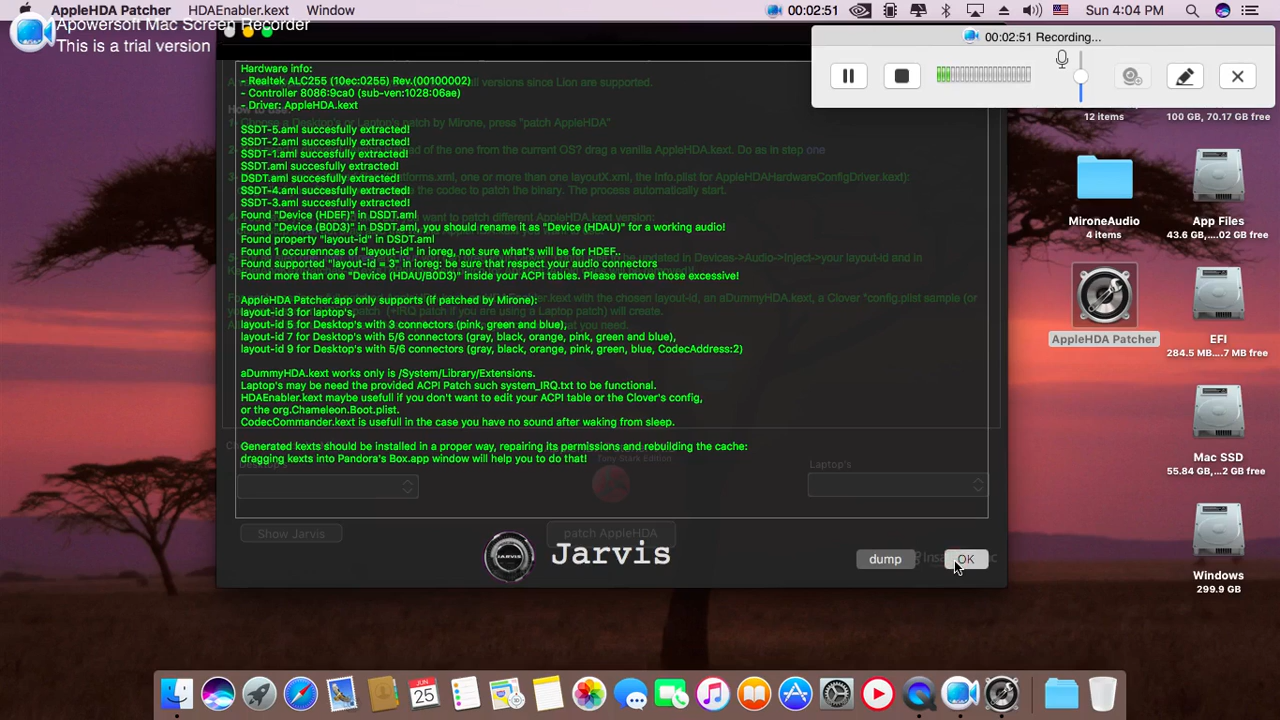 AppleHDA Patcher HDAEnabler.kext Window
00:02:51 Sun 4:04 PM
Apowersoft Mac Screen Recorder
This is a trial version
00:02:51 Recording...
Hardware info:
- Realtek ALC255 (10ec:0255) Rev.(00100002)
- Controller 8086:9ca0 (sub-ven:1028:06ae)
- Driver: AppleHDA.kext
SSDT-5.aml succesfully extracted!
SSDT-2.aml succesfully extracted!
SSDT-1.aml succesfully extracted!
SSDT.aml succesfully extracted!
DSDT.aml succesfully extracted!
SSDT-4.aml succesfully extracted!
SSDT-3.aml succesfully extracted!
Found "Device (HDEF)" in DSDT.aml
Found "Device (B0D3)" in DSDT.aml, you should rename it as "Device (HDAU)" for a working audio!
Found property "layout-id" in DSDT.aml
Found 1 occurennces of "layout-id" in ioreg, not sure what's will be for HDEF..
Found supported "layout-id = 3" in ioreg: be sure that respect your audio connectors
Found more than one "Device (HDAU/B0D3)" inside your ACPI tables. Please remove those excessive!
AppleHDA Patcher.app only supports (if patched by Mirone):
layout-id 3 for laptop's,
layout-id 5 for Desktop's with 3 connectors (pink, green and blue),
layout-id 7 for Desktop's with 5/6 connectors (gray, black, orange, pink, green and blue),
layout-id 9 for Desktop's with 5/6 connectors (gray, black, orange, pink, green, blue, CodecAddress:2)
aDummyHDA.kext works only is /System/Library/Extensions.
Laptop's may be need the provided ACPI Patch such system_IRQ.txt to be functional.
HDAEnabler.kext maybe usefull if you don't want to edit your ACPI table or the Clover's config,
or the org.Chameleon.Boot.plist.
CodecCommander.kext is usefull in the case you have no sound after waking from sleep.
Generated kexts should be installed in a proper way, repairing its permissions and rebuilding the cache:
dragging kexts into Pandora's Box.app window will help you to do that!
Desktop's
Laptop's
Show Jarvis
patch AppleHDA
JARVIS
Jarvis
dump
OK
12 items
100 GB, 70.17 GB free
MironeAudio
4 items
App Files
43.6 GB,....02 GB free
AppleHDA Patcher
EFI
284.5 MB...7 MB free
Mac SSD
55.84 GB,...2 GB free
Windows
299.9 GB
JUN
25